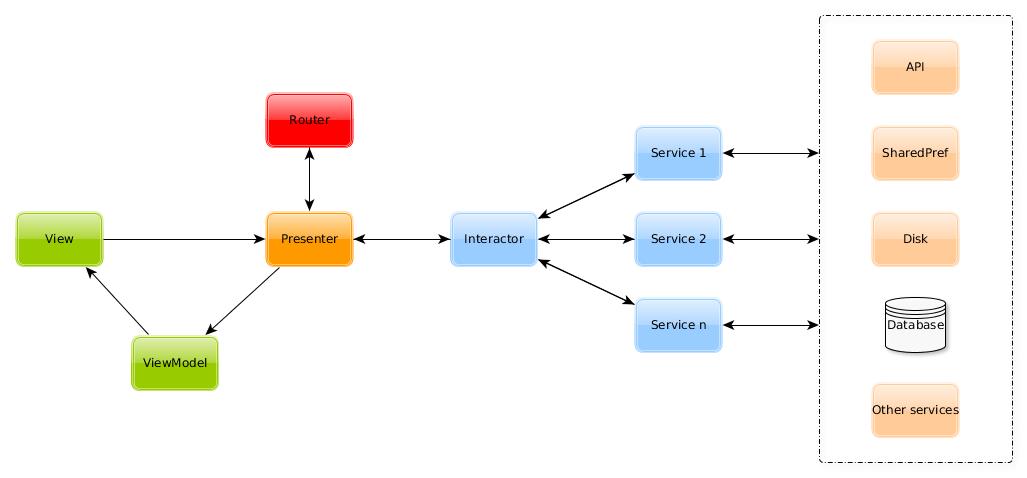 API
Router
Service 1
SharedPref
View
Presenter
Interactor
Service 2
Disk
Service n
Database
ViewModel
Other services